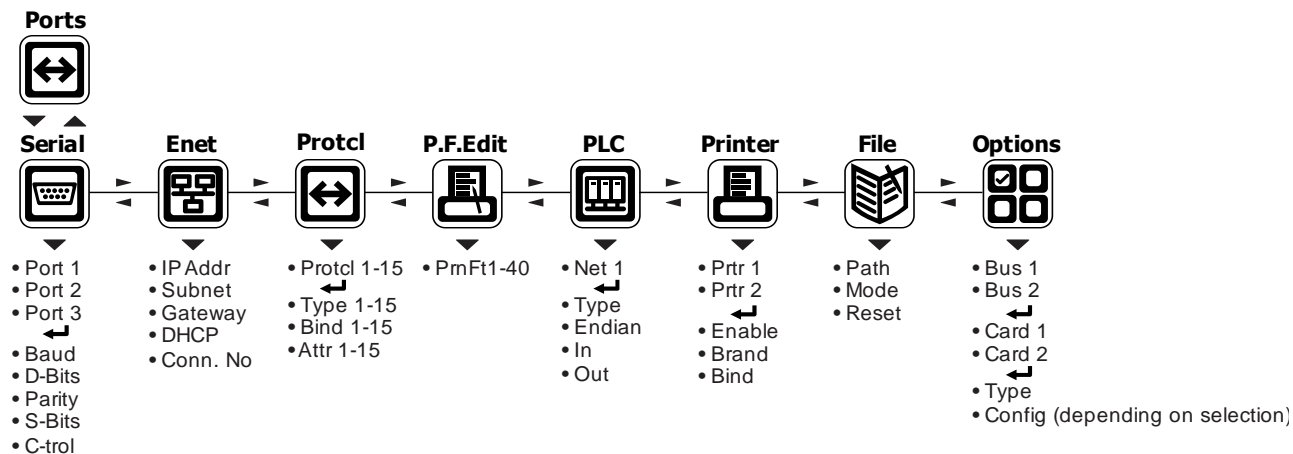 Ports
Serial
Enet
Protcl
P.F.Edit
PLC
Printer
File
Options
• Port 1
• Port 2
• Port 3
• Baud
• D-Bits
• Parity
• S-Bits
• C-trol
• IP Addr
• Subnet
• Gateway
• DHCP
• Conn. No
• Protcl 1-15
• Type 1-15
• Bind 1-15
• Attr 1-15
• PrnFt1-40
• Net 1
• Type
• Endian
• In
• Out
• Prtr 1
• Prtr 2
• Enable
• Brand
• Bind
• Path
• Mode
• Reset
• Bus 1
• Bus 2
• Card 1
• Card 2
• Type
• Config (depending on selection)